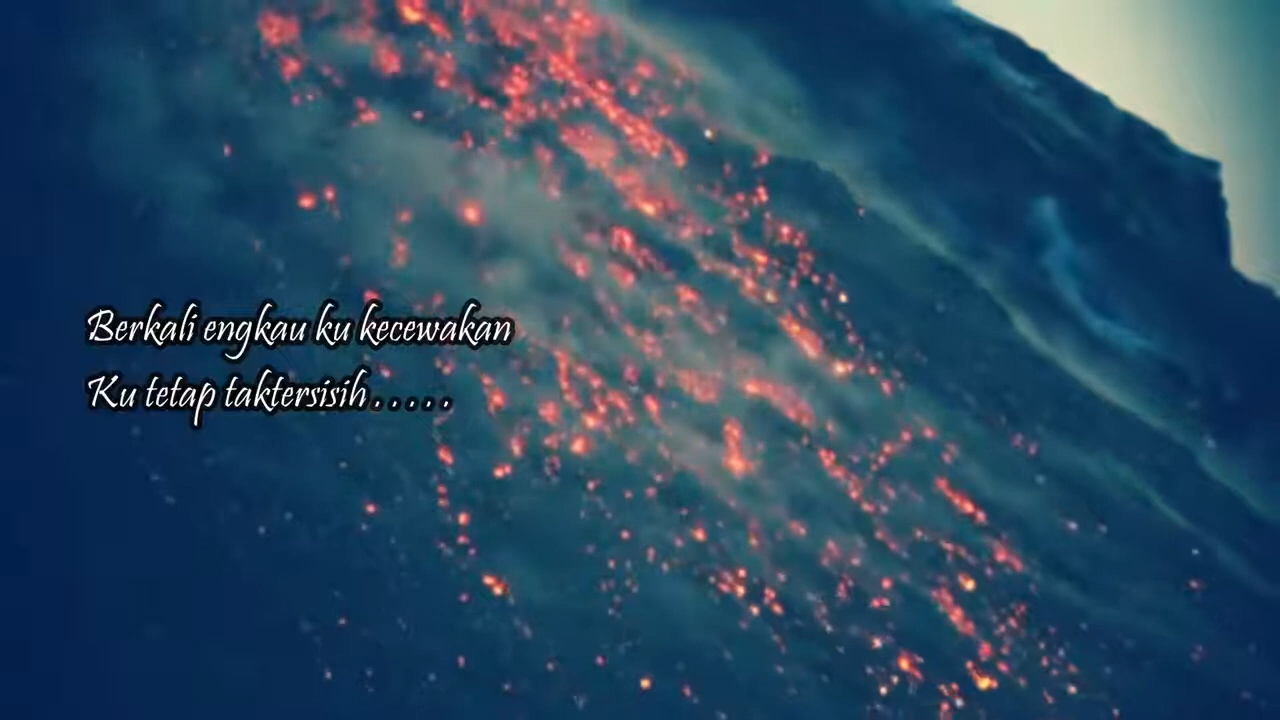 Berkali engkau ku kecewakan
Ku tetap taktersisih . . . . .